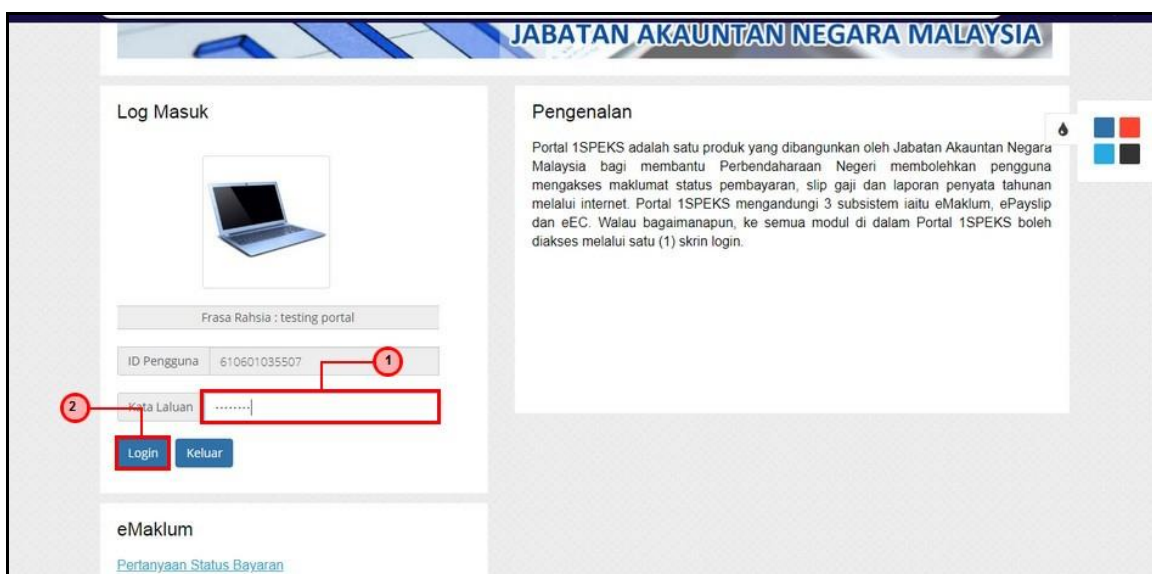 JABATAN AKAUNTAN NEGARA MALAYSIA
Log Masuk
Frasa Rahsia : testing portal
ID Pengguna 610601035507
1
2
Kata Laluan ········
Login Keluar
eMaklum
Pertanyaan Status Bayaran
Pengenalan
Portal 1SPEKS adalah satu produk yang dibangunkan oleh Jabatan Akauntan Negara
Malaysia bagi membantu Perbendaharaan Negeri membolehkan pengguna
mengakses maklumat status pembayaran, slip gaji dan laporan penyata tahunan
melalui internet. Portal 1SPEKS mengandungi 3 subsistem iaitu eMaklum, ePayslip
dan eEC. Walau bagaimanapun, ke semua modul di dalam Portal 1SPEKS boleh
diakses melalui satu (1) skrin login.